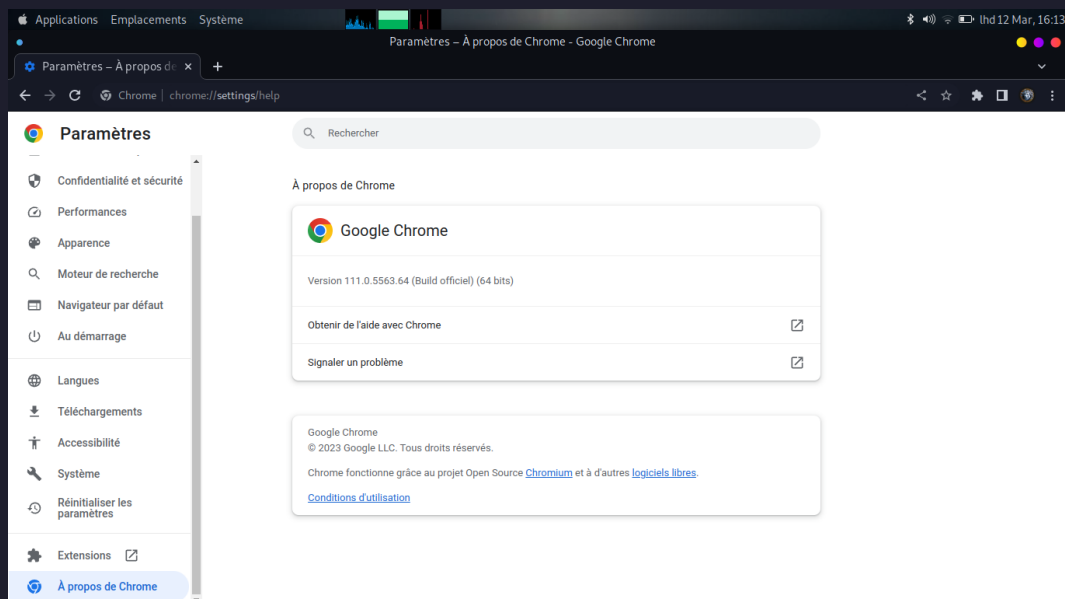 Applications Emplacements Système
lhd 12 Mar, 16:13
Paramètres – À propos de Chrome - Google Chrome
Paramètres – À propos de
Chrome | chrome://settings/help
Paramètres
Rechercher
Confidentialité et sécurité
Performances
Apparence
Moteur de recherche
Navigateur par défaut
Au démarrage
Langues
Téléchargements
Accessibilité
Système
Réinitialiser les
paramètres
Extensions
À propos de Chrome
À propos de Chrome
Google Chrome
Version 111.0.5563.64 (Build officiel) (64 bits)
Obtenir de l'aide avec Chrome
Signaler un problème
Google Chrome
© 2023 Google LLC. Tous droits réservés.
Chrome fonctionne grâce au projet Open Source Chromium et à d'autres logiciels libres.
Conditions d'utilisation